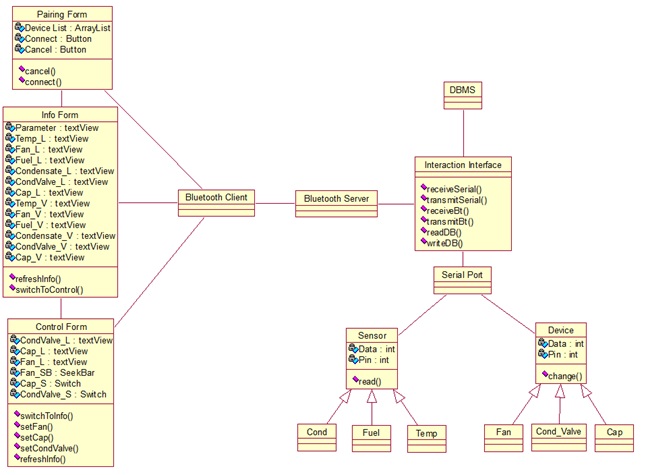 Pairing Form
Device List : ArrayList
Connect : Button
Cancel : Button
cancel()
connect()
Info Form
Parameter : textView
Temp_L : textView
Fan_L : textView
Fuel_L : textView
Condensate_L : textView
CondValve_L : textView
Cap_L : textView
Temp_V : textView
Fan_V : textView
Fuel_V : textView
Condensate_V : textView
CondValve_V : textView
Cap_V : textView
refreshInfo()
switchToControl()
Control Form
CondValve_L : textView
Cap_L : textView
Fan_L : textView
Fan_SB : SeekBar
Cap_S : Switch
CondValve_S : Switch
switchToInfo()
setFan()
setCap()
setCondValve()
refreshInfo()
Bluetooth Client
Bluetooth Server
DBMS
Interaction Interface
receiveSerial()
transmitSerial()
receiveBt()
transmitBt()
readDB()
writeDB()
Serial Port
Sensor
Data : int
Pin : int
read()
Device
Data : int
Pin : int
change()
Cond
Fuel
Temp
Fan
Cond_Valve
Cap